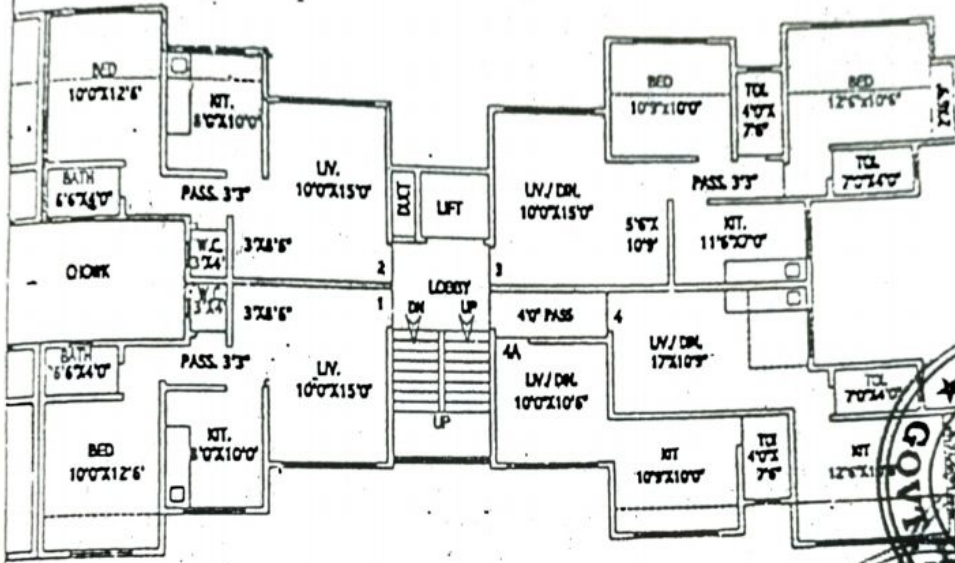 BED
10'0"X12'6"
KIT.
8'0"X10'0"
BATH
6'6"X4'0"
PASS. 3'3"
LIV.
10'0"X15'0"
W.C.
3'X4'
3'X8'6"
2
DUCT
LIFT
LOBBY
DN
UP
UP
BED
10'9"X10'0"
TOI.
4'0"X
7'6"
BED
12'6"X10'6"
TOI.
7'0"X4'0"
LIV./DIN.
10'0"X15'0"
PASS. 3'3"
5'6"X
10'9"
KIT.
11'6"X7'0"
3
CHOWK
W.C.
3'X4'
3'X8'6"
1
BATH
6'6"X4'0"
PASS. 3'3"
LIV.
10'0"X15'0"
BED
10'0"X12'6"
KIT.
8'0"X10'0"
4'0" PASS
4
4A
LIV./DIN.
10'0"X10'6"
LIV./DIN.
17'X10'9"
TOI.
7'0"X4'0"
KIT
10'9"X10'0"
TOI
4'0"X
7'6"
KIT
GOVE